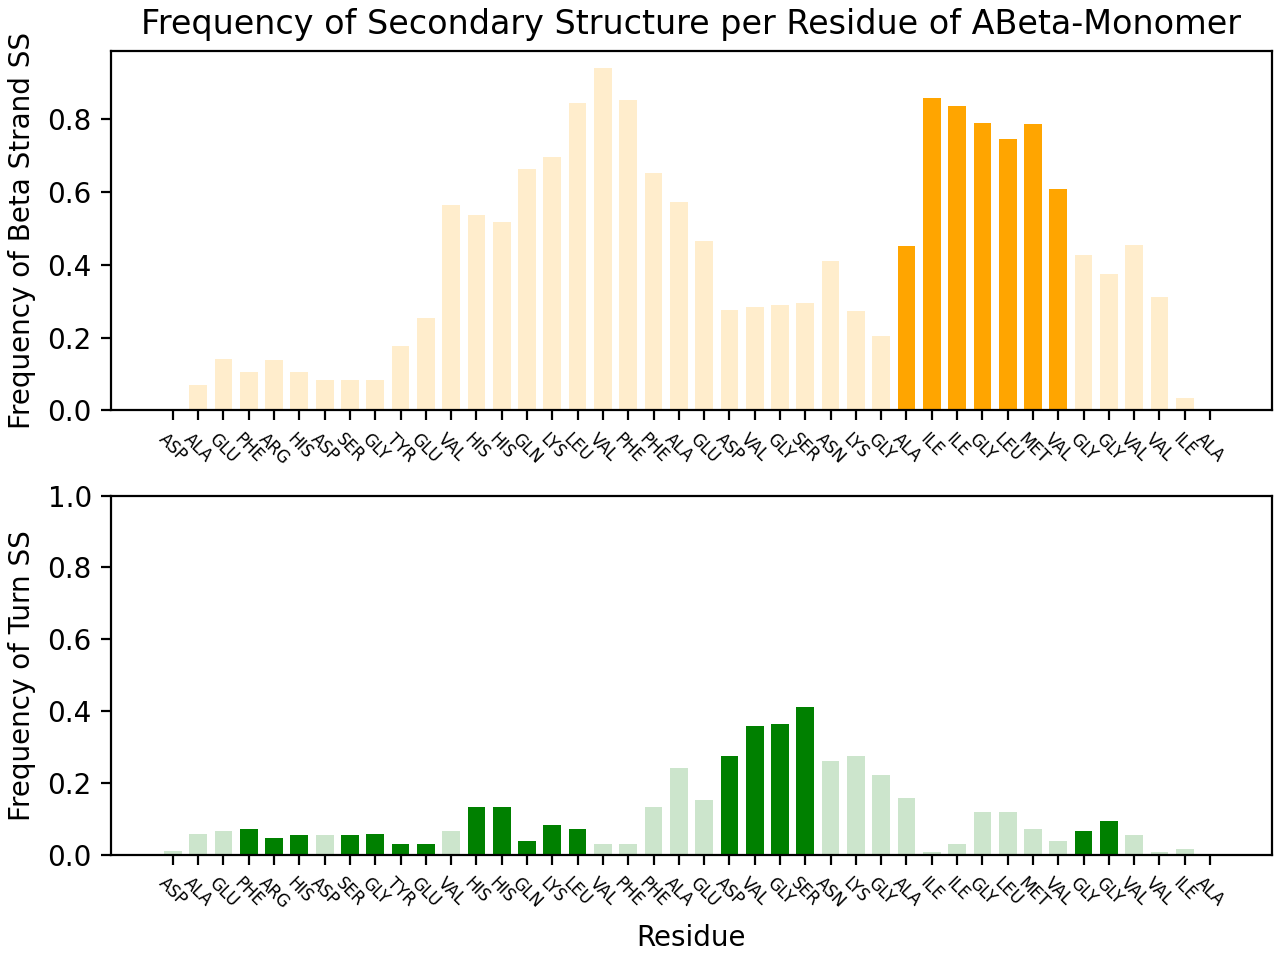 Frequency of Secondary Structure per Residue of ABeta-Monomer
Frequency of Beta Strand SS
0.8
0.6
0.4
0.2
0.0
ASP ALA GLU PHE ARG HIS ASP SER GLY TYR GLU VAL HIS HIS GLN LYS LEU VAL PHE PHE ALA GLU ASP VAL GLY SER ASN LYS GLY ALA ILE ILE GLY LEU MET VAL GLY GLY VAL VAL ILE ALA
Frequency of Turn SS
1.0
0.8
0.6
0.4
0.2
0.0
ASP ALA GLU PHE ARG HIS ASP SER GLY TYR GLU VAL HIS HIS GLN LYS LEU VAL PHE PHE ALA GLU ASP VAL GLY SER ASN LYS GLY ALA ILE ILE GLY LEU MET VAL GLY GLY VAL VAL ILE ALA
Residue